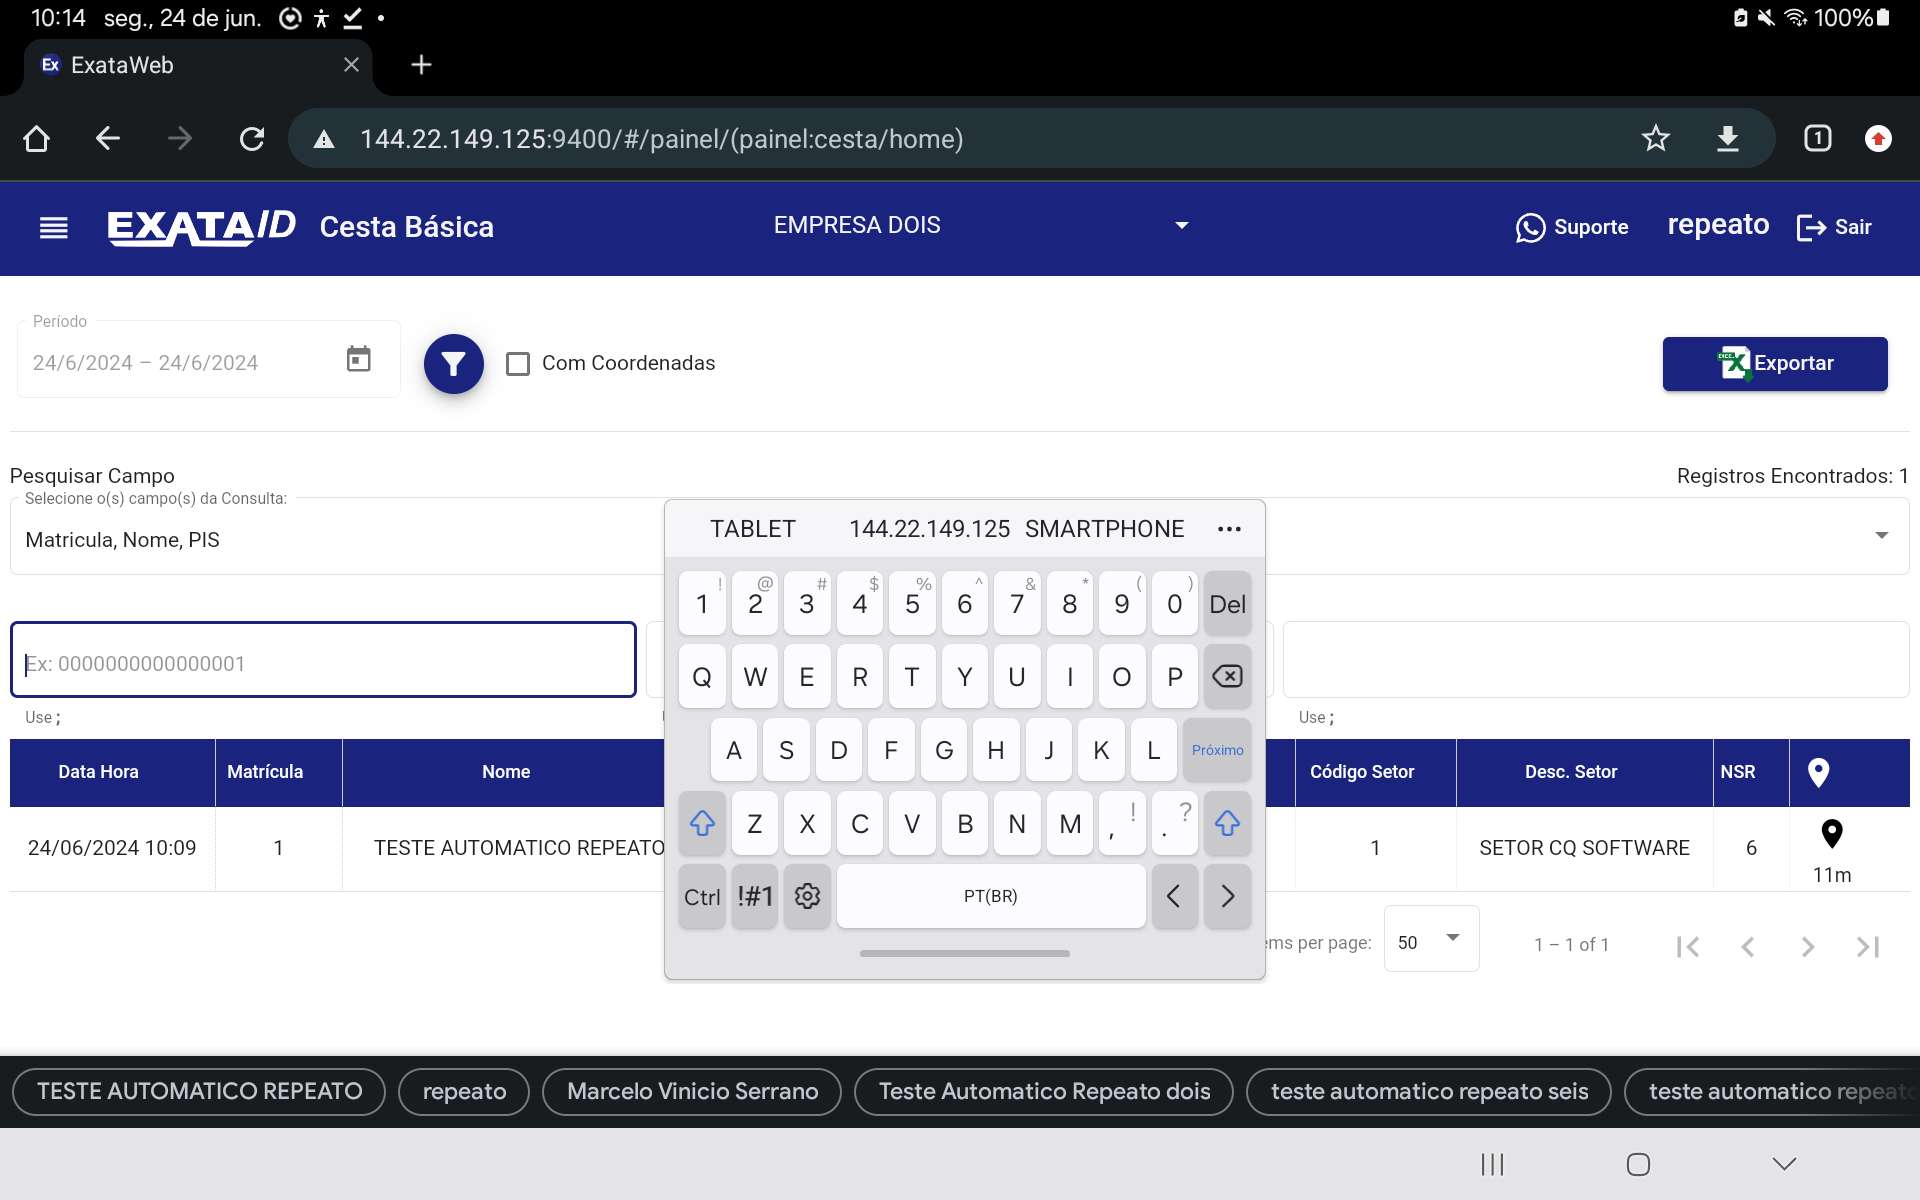 10:14 seg., 24 de jun. 100%
Ex ExataWeb
144.22.149.125:9400/#/painel/(painel:cesta/home) 1
EXATA ID Cesta Básica EMPRESA DOIS Suporte repeato Sair
Período
24/6/2024 – 24/6/2024 Com Coordenadas Exportar
Pesquisar Campo Registros Encontrados: 1
Selecione o(s) campo(s) da Consulta:
Matricula, Nome, PIS
Ex: 0000000000000001
Use ; Use ;
Data Hora Matrícula Nome Código Setor Desc. Setor NSR
24/06/2024 10:09 1 TESTE AUTOMATICO REPEATO 1 SETOR CQ SOFTWARE 6
11m
ems per page: 50 1 – 1 of 1
TABLET 144.22.149.125 SMARTPHONE ...
! @ # $ % ^ & * ( )
1 2 3 4 5 6 7 8 9 0 Del
Q W E R T Y U I O P
A S D F G H J K L Próximo
Z X C V B N M , ! . ?
Ctrl !#1 PT(BR) < >
TESTE AUTOMATICO REPEATO repeato Marcelo Vinicio Serrano Teste Automatico Repeato dois teste automatico repeato seis teste automatico repeato